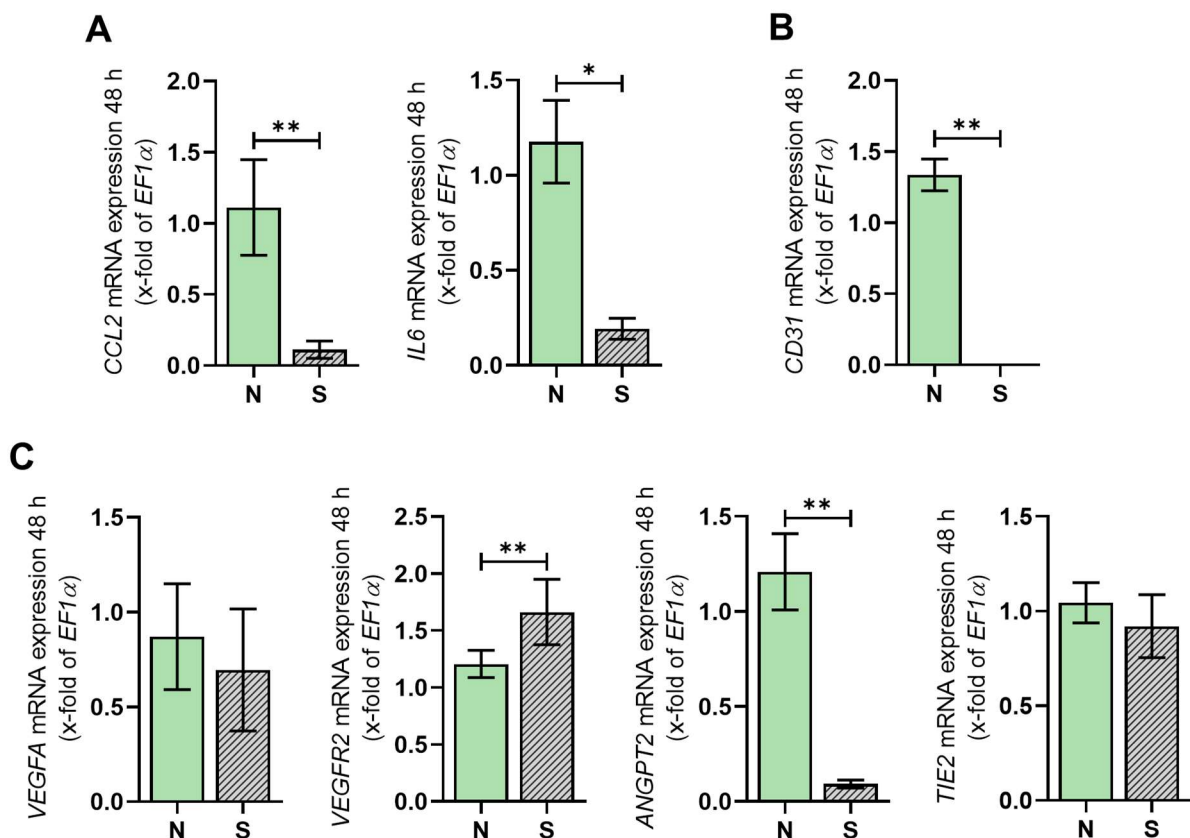 A
B
CCL2 mRNA expression 48 h
(x-fold of EF1α)
2.0
1.5
1.0
0.5
0.0
**
N
S
IL6 mRNA expression 48 h
(x-fold of EF1α)
1.5
1.0
0.5
0.0
*
N
S
CD31 mRNA expression 48 h
(x-fold of EF1α)
2.0
1.5
1.0
0.5
0.0
**
N
S
C
VEGFA mRNA expression 48 h
(x-fold of EF1α)
1.5
1.0
0.5
0.0
N
S
VEGFR2 mRNA expression 48 h
(x-fold of EF1α)
2.5
2.0
1.5
1.0
0.5
0.0
**
N
S
ANGPT2 mRNA expression 48 h
(x-fold of EF1α)
1.5
1.0
0.5
0.0
**
N
S
TIE2 mRNA expression 48 h
(x-fold of EF1α)
1.5
1.0
0.5
0.0
N
S